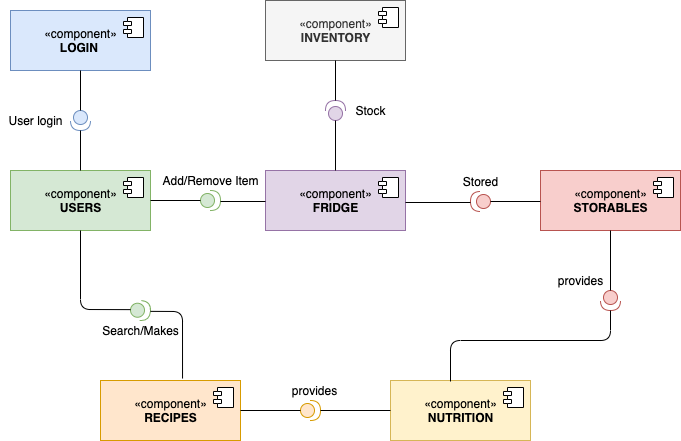 «component»
LOGIN
«component»
INVENTORY
User login
Stock
«component»
USERS
Add/Remove Item
«component»
FRIDGE
Stored
«component»
STORABLES
provides
Search/Makes
«component»
RECIPES
provides
«component»
NUTRITION